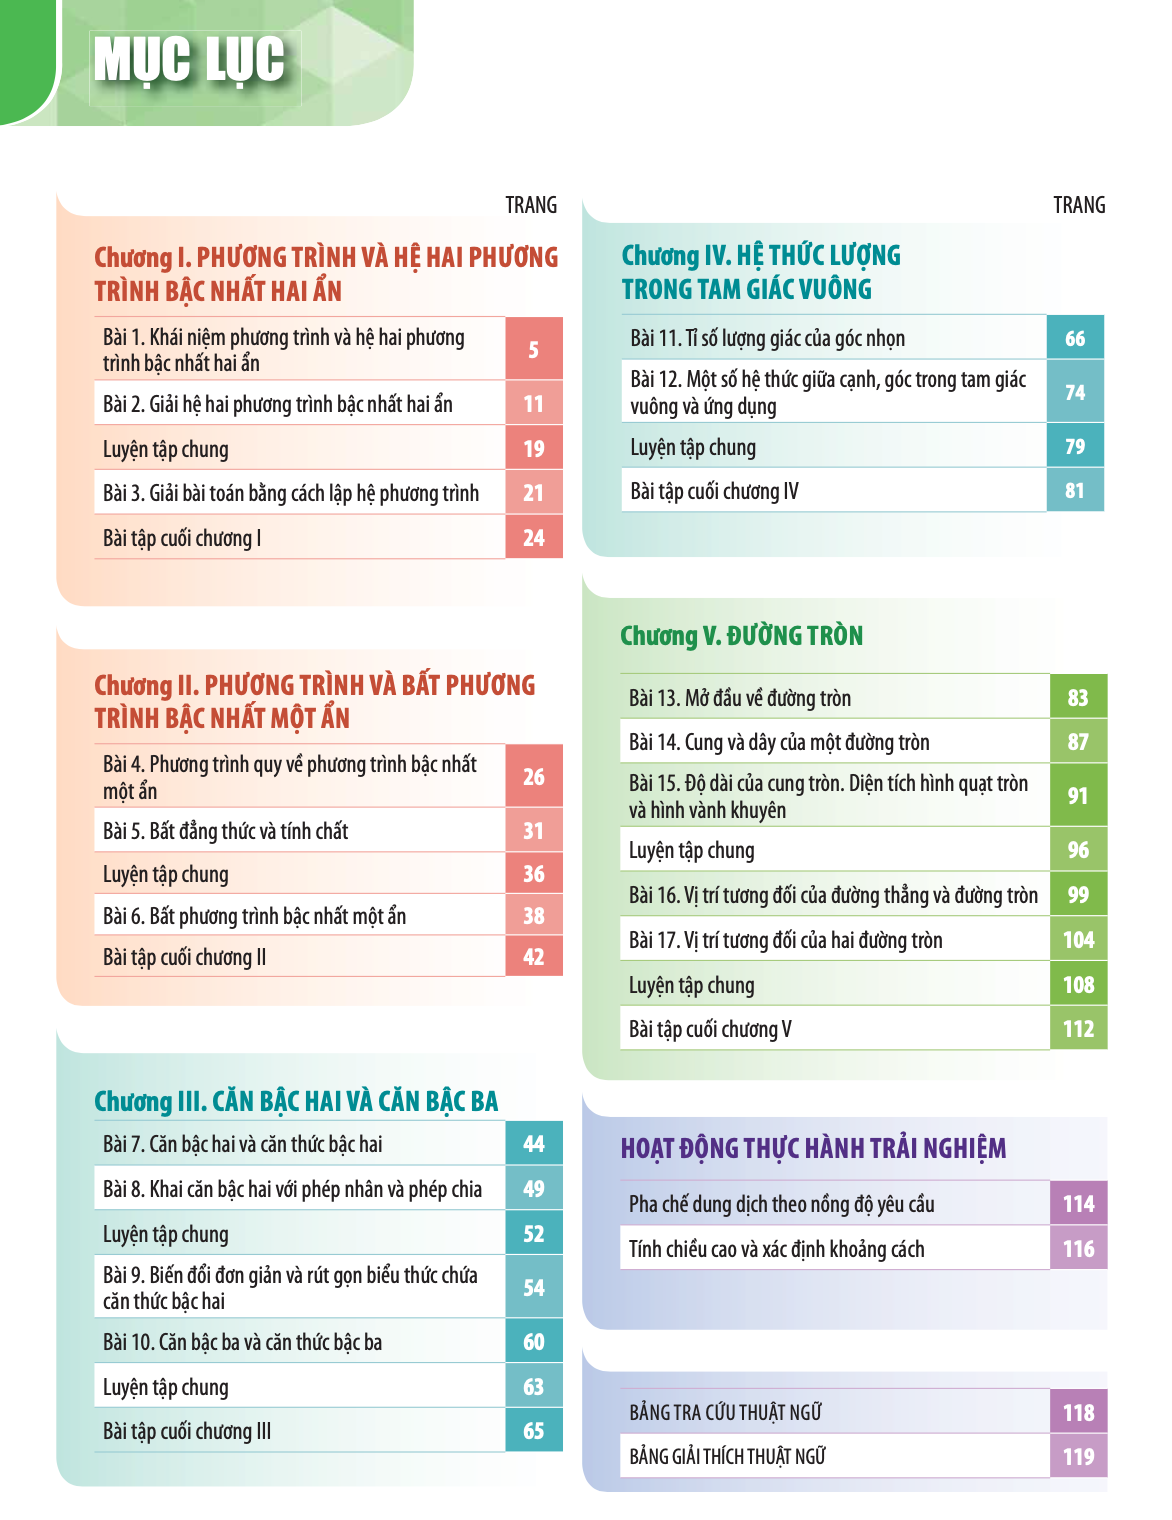 MỤC LỤC
TRANG
Chương I. PHƯƠNG TRÌNH VÀ HỆ HAI PHƯƠNG
TRÌNH BẬC NHẤT HAI ẨN
Bài 1. Khái niệm phương trình và hệ hai phương
trình bậc nhất hai ẩn
5
Bài 2. Giải hệ hai phương trình bậc nhất hai ẩn 11
Luyện tập chung 19
Bài 3. Giải bài toán bằng cách lập hệ phương trình 21
Bài tập cuối chương I 24
Chương II. PHƯƠNG TRÌNH VÀ BẤT PHƯƠNG
TRÌNH BẬC NHẤT MỘT ẨN
Bài 4. Phương trình quy về phương trình bậc nhất
một ẩn
26
Bài 5. Bất đẳng thức và tính chất 31
Luyện tập chung 36
Bài 6. Bất phương trình bậc nhất một ẩn 38
Bài tập cuối chương II 42
Chương III. CĂN BẬC HAI VÀ CĂN BẬC BA
Bài 7. Căn bậc hai và căn thức bậc hai 44
Bài 8. Khai căn bậc hai với phép nhân và phép chia 49
Luyện tập chung 52
Bài 9. Biến đổi đơn giản và rút gọn biểu thức chứa
căn thức bậc hai
54
Bài 10. Căn bậc ba và căn thức bậc ba 60
Luyện tập chung 63
Bài tập cuối chương III 65
TRANG
Chương IV. HỆ THỨC LƯỢNG
TRONG TAM GIÁC VUÔNG
Bài 11. Tỉ số lượng giác của góc nhọn 66
Bài 12. Một số hệ thức giữa cạnh, góc trong tam giác
vuông và ứng dụng
74
Luyện tập chung 79
Bài tập cuối chương IV 81
Chương V. ĐƯỜNG TRÒN
Bài 13. Mở đầu về đường tròn 83
Bài 14. Cung và dây của một đường tròn 87
Bài 15. Độ dài của cung tròn. Diện tích hình quạt tròn
và hình vành khuyên
91
Luyện tập chung 96
Bài 16. Vị trí tương đối của đường thẳng và đường tròn 99
Bài 17. Vị trí tương đối của hai đường tròn 104
Luyện tập chung 108
Bài tập cuối chương V 112
HOẠT ĐỘNG THỰC HÀNH TRẢI NGHIỆM
Pha chế dung dịch theo nồng độ yêu cầu 114
Tính chiều cao và xác định khoảng cách 116
BẢNG TRA CỨU THUẬT NGỮ 118
BẢNG GIẢI THÍCH THUẬT NGỮ 119